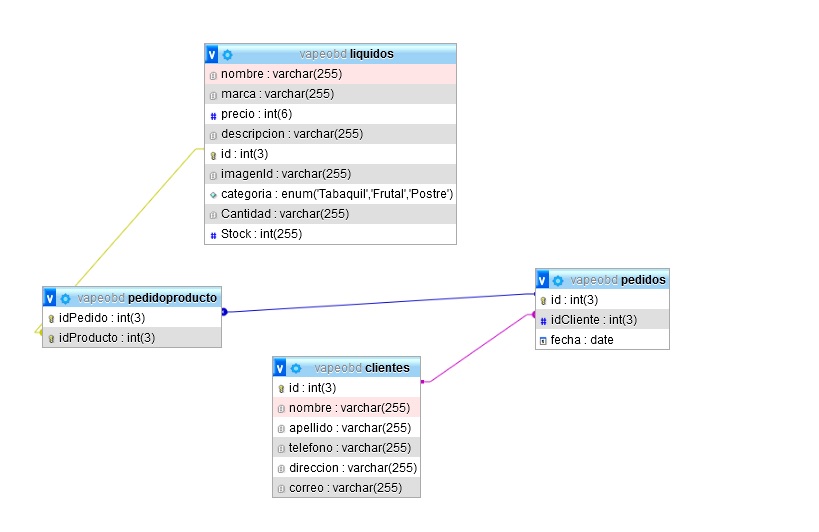 vapeobd liquidos
nombre : varchar(255)
marca : varchar(255)
precio : int(6)
descripcion : varchar(255)
id : int(3)
imagenId : varchar(255)
categoria : enum('Tabaquil','Frutal','Postre')
Cantidad : varchar(255)
Stock : int(255)
vapeobd pedidoproducto
idPedido : int(3)
idProducto : int(3)
vapeobd pedidos
id : int(3)
idCliente : int(3)
fecha : date
vapeobd clientes
id : int(3)
nombre : varchar(255)
apellido : varchar(255)
telefono : varchar(255)
direccion : varchar(255)
correo : varchar(255)